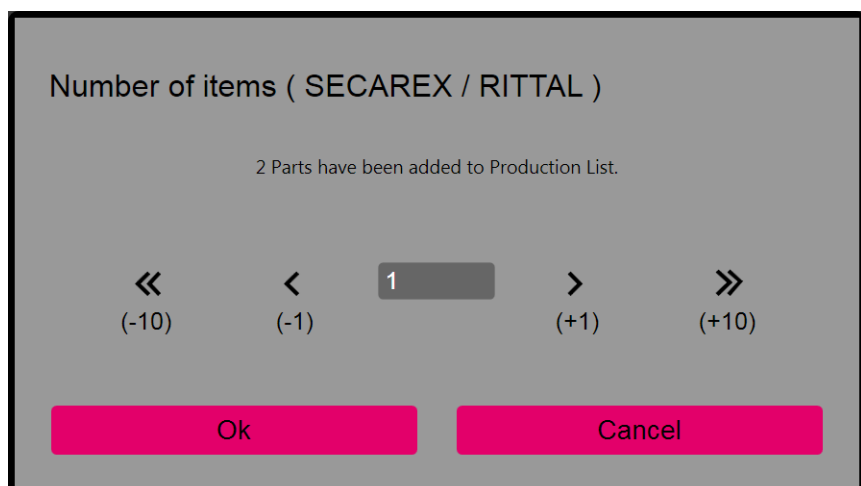 Number of items ( SECAREX / RITTAL )
2 Parts have been added to Production List.
1
(-10) (-1) (+1) (+10)
Ok Cancel